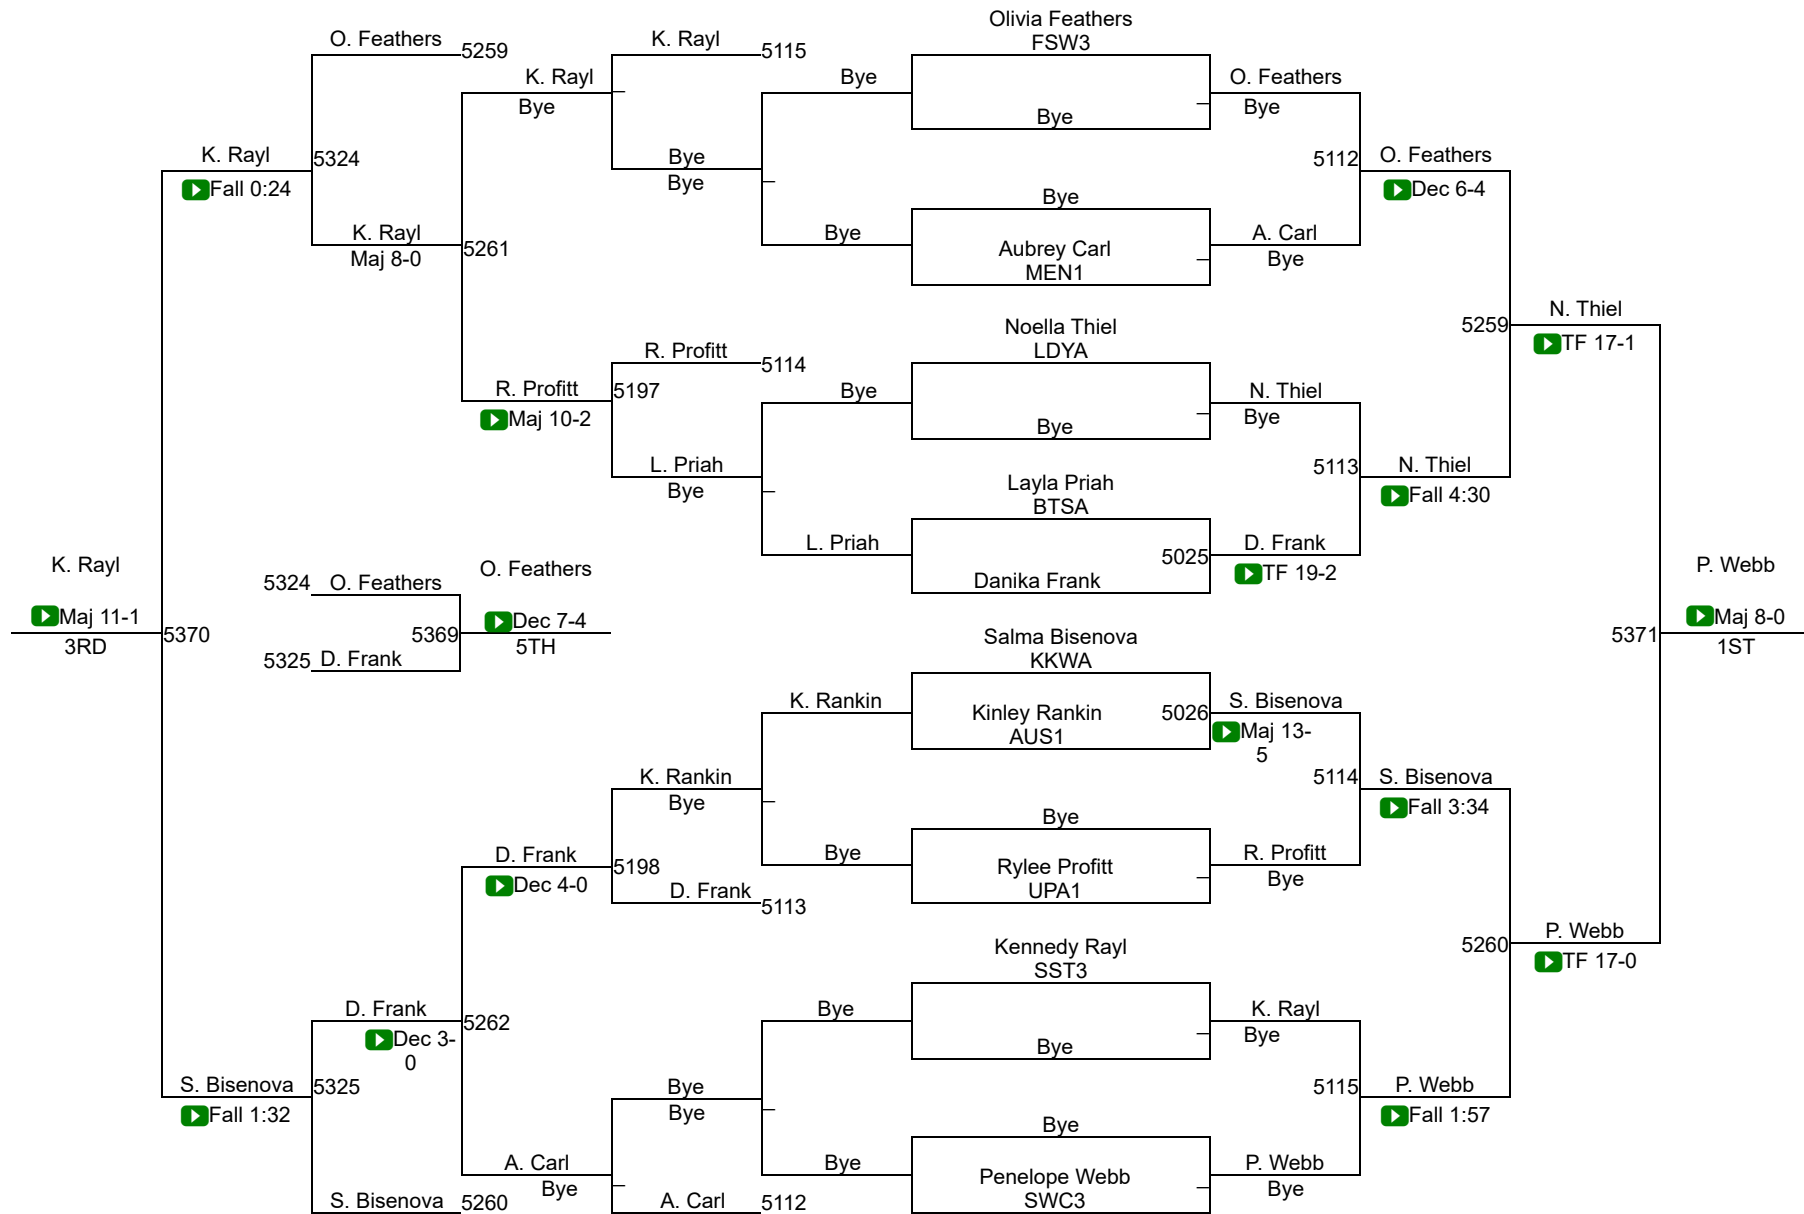 Olivia Feathers
FSW3
O. Feathers
5259
K. Rayl
5115
K. Rayl
Bye
Bye
O. Feathers
Bye
Bye
K. Rayl
5324
Bye
Bye
5112
O. Feathers
Fall 0:24
Dec 6-4
Bye
K. Rayl
Maj 8-0
5261
Bye
Aubrey Carl
MEN1
A. Carl
Bye
N. Thiel
5259
TF 17-1
Noella Thiel
LDYA
R. Profitt
5114
R. Profitt
5197
Maj 10-2
Bye
N. Thiel
Bye
Bye
L. Priah
Bye
5113
N. Thiel
Fall 4:30
Layla Priah
BTSA
L. Priah
5025
D. Frank
TF 19-2
Danika Frank
K. Rayl
Maj 11-1
3RD
5370
5324
O. Feathers
O. Feathers
5369
Dec 7-4
5TH
5325
D. Frank
P. Webb
5371
Maj 8-0
1ST
Salma Bisenova
KKWA
K. Rankin
Kinley Rankin
AUS1
5026
S. Bisenova
Maj 13-
5
K. Rankin
Bye
5114
S. Bisenova
Fall 3:34
Bye
D. Frank
5198
Dec 4-0
Bye
Rylee Profitt
UPA1
R. Profitt
Bye
D. Frank
5113
P. Webb
5260
TF 17-0
Kennedy Rayl
SST3
D. Frank
5262
Dec 3-
0
Bye
K. Rayl
Bye
Bye
S. Bisenova
5325
Fall 1:32
Bye
Bye
5115
P. Webb
Fall 1:57
Bye
A. Carl
Bye
Bye
Penelope Webb
SWC3
P. Webb
Bye
S. Bisenova
5260
A. Carl
5112